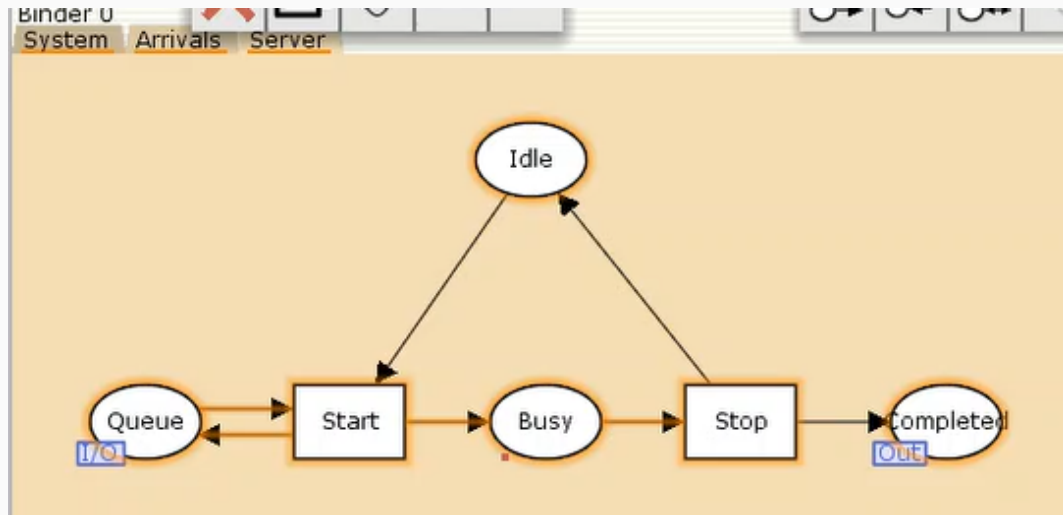 Binder 0
System Arrivals Server
Idle
Queue Start Busy Stop Completed
I/O Out